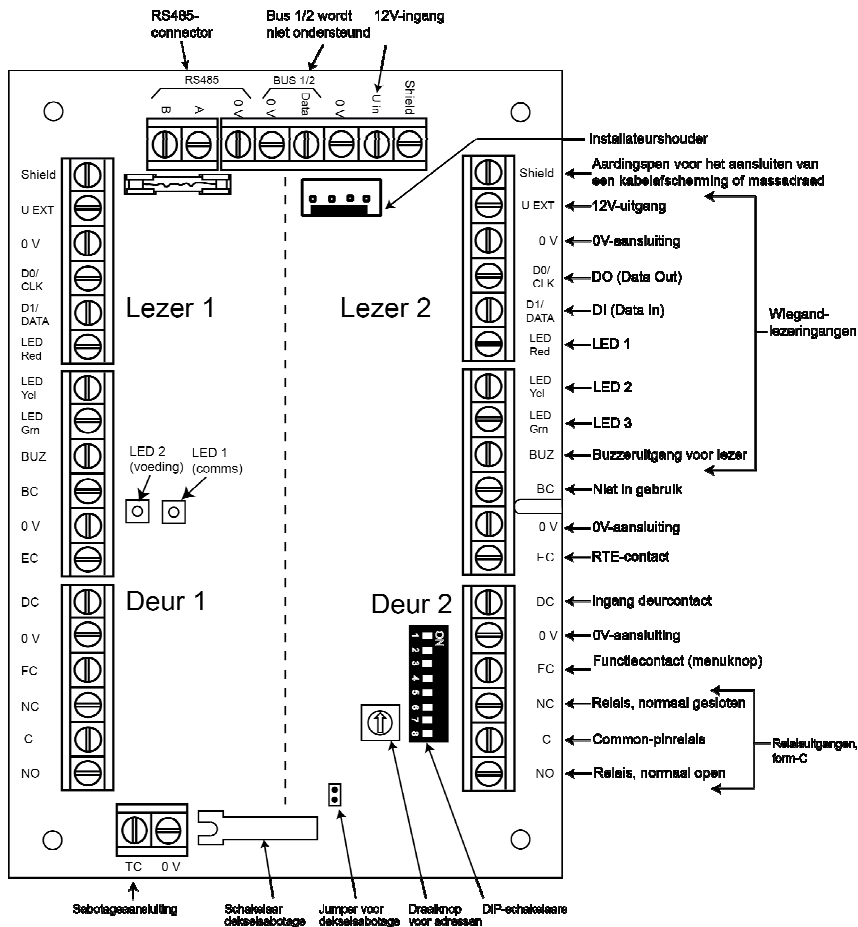 RS485-
connector
Bus 1/2 wordt
niet ondersteund
12V-ingang
RS485
BUS 1/2
B
A
0 V
0 V
Data
0 V
U in
Shield
Installateurshouder
Shield
U EXT
0 V
D0/
CLK
D1/
DATA
LED
Red
LED
Ycl
LED
Grn
BUZ
BC
0 V
EC
DC
0 V
FC
NC
C
NO
Lezer 1
Lezer 2
LED 2
(voeding)
LED 1
(comms)
Deur 1
Deur 2
ON
1
2
3
4
5
6
7
8
Shield
U EXT
0 V
D0/
CLK
D1/
DATA
LED
Red
LED
Ycl
LED
Grn
BUZ
BC
0 V
EC
DC
0 V
FC
NC
C
NO
Aardingspen voor het aansluiten van
een kabelafscherming of massadraad
12V-uitgang
0V-aansluiting
DO (Data Out)
DI (Data In)
LED 1
LED 2
LED 3
Buzzeruitgang voor lezer
Niet in gebruik
0V-aansluiting
RTE-contact
Ingang deurcontact
0V-aansluiting
Functiecontact (menuknop)
Relais, normaal gesloten
Common-pinrelais
Relais, normaal open
Wiegand-
lezeringangen
Relaisuitgangen,
form-C
TC
0 V
Sabotageaansluiting
Schakelaar
dekselsabotage
Jumper voor
dekselsabotage
Draaiknop
voor adressen
DIP-schakelaars